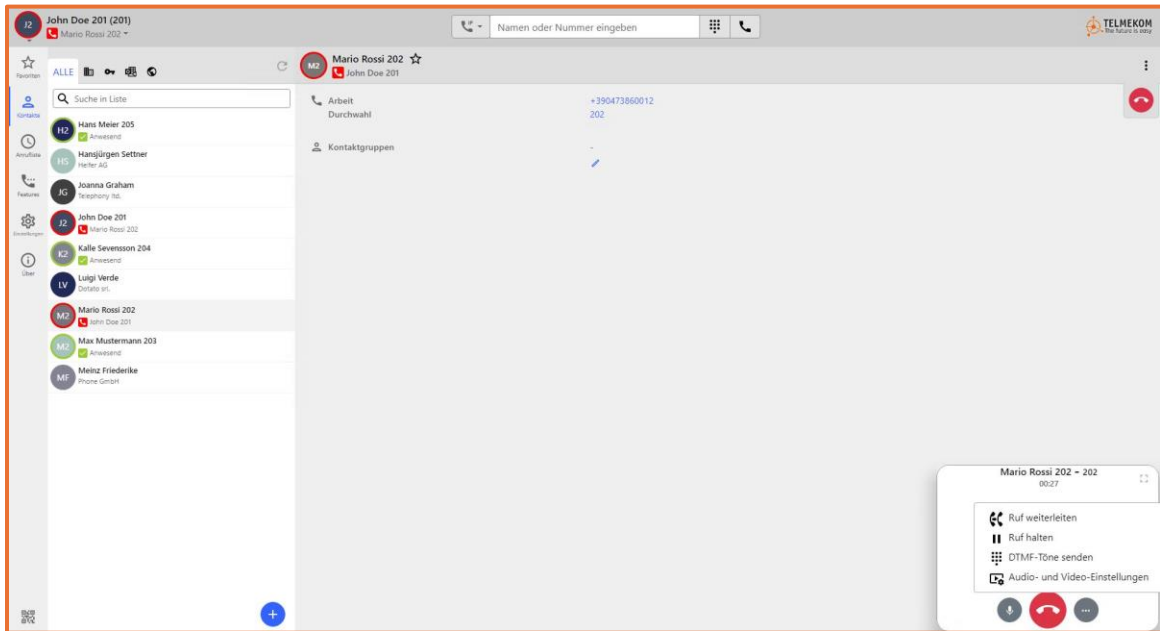 J2
John Doe 201 (201)
Mario Rossi 202
Namen oder Nummer eingeben
TELMEKOM
The future is easy
Favoriten
Kontakte
Anrufliste
Features
Einstellungen
Über
ALLE
Suche in Liste
H2
Hans Meier 205
Anwesend
HS
Hansjürgen Settner
Helfer AG
JG
Joanna Graham
Telephony ltd.
J2
John Doe 201
Mario Rossi 202
K2
Kalle Sevensson 204
Anwesend
LV
Luigi Verde
Dotato srl.
M2
Mario Rossi 202
John Doe 201
M2
Max Mustermann 203
Anwesend
MF
Meinz Friederike
Phone GmbH
M2
Mario Rossi 202
John Doe 201
Arbeit +390473860012
Durchwahl 202
Kontaktgruppen -
Mario Rossi 202 - 202
00:27
Ruf weiterleiten
Ruf halten
DTMF-Töne senden
Audio- und Video-Einstellungen